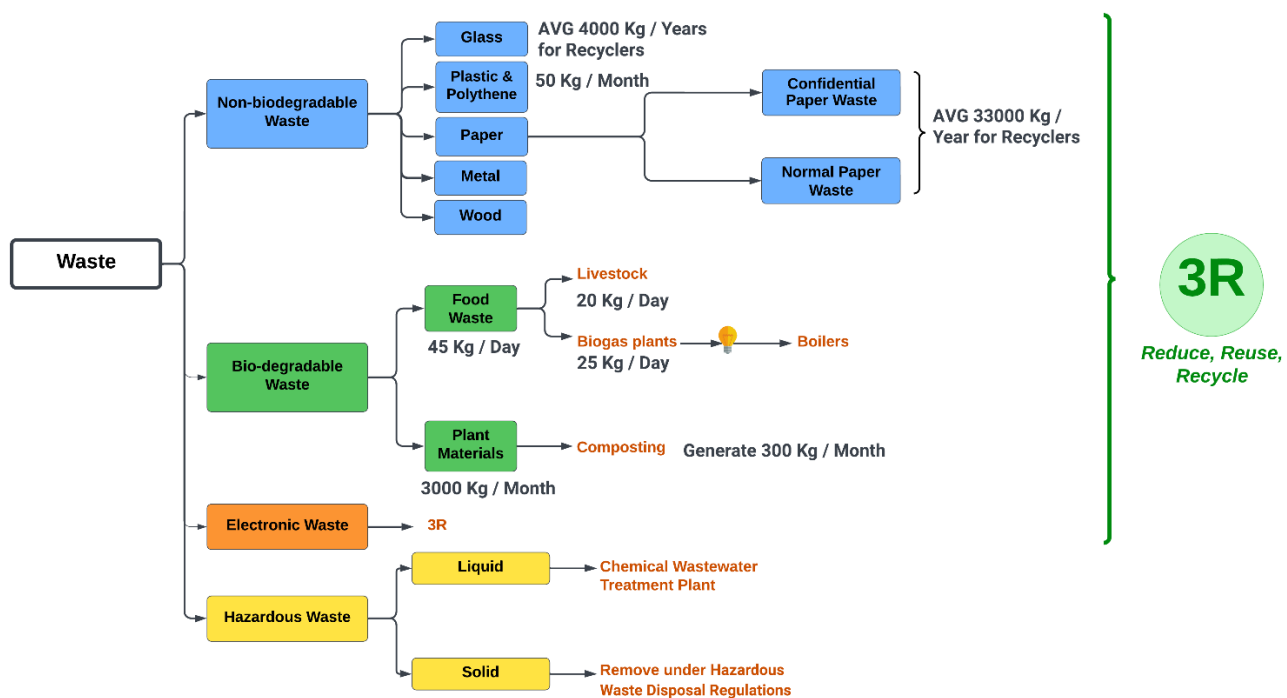 Waste
Non-biodegradable
Waste
Glass
AVG 4000 Kg / Years
for Recyclers
Plastic &
Polythene
50 Kg / Month
Paper
Confidential
Paper Waste
Normal Paper
Waste
AVG 33000 Kg /
Year for Recyclers
Metal
Wood
Bio-degradable
Waste
Food
Waste
45 Kg / Day
Livestock
20 Kg / Day
Biogas plants
25 Kg / Day
Boilers
Plant
Materials
3000 Kg / Month
Composting
Generate 300 Kg / Month
Electronic Waste
3R
Hazardous Waste
Liquid
Chemical Wastewater
Treatment Plant
Solid
Remove under Hazardous
Waste Disposal Regulations
3R
Reduce, Reuse,
Recycle